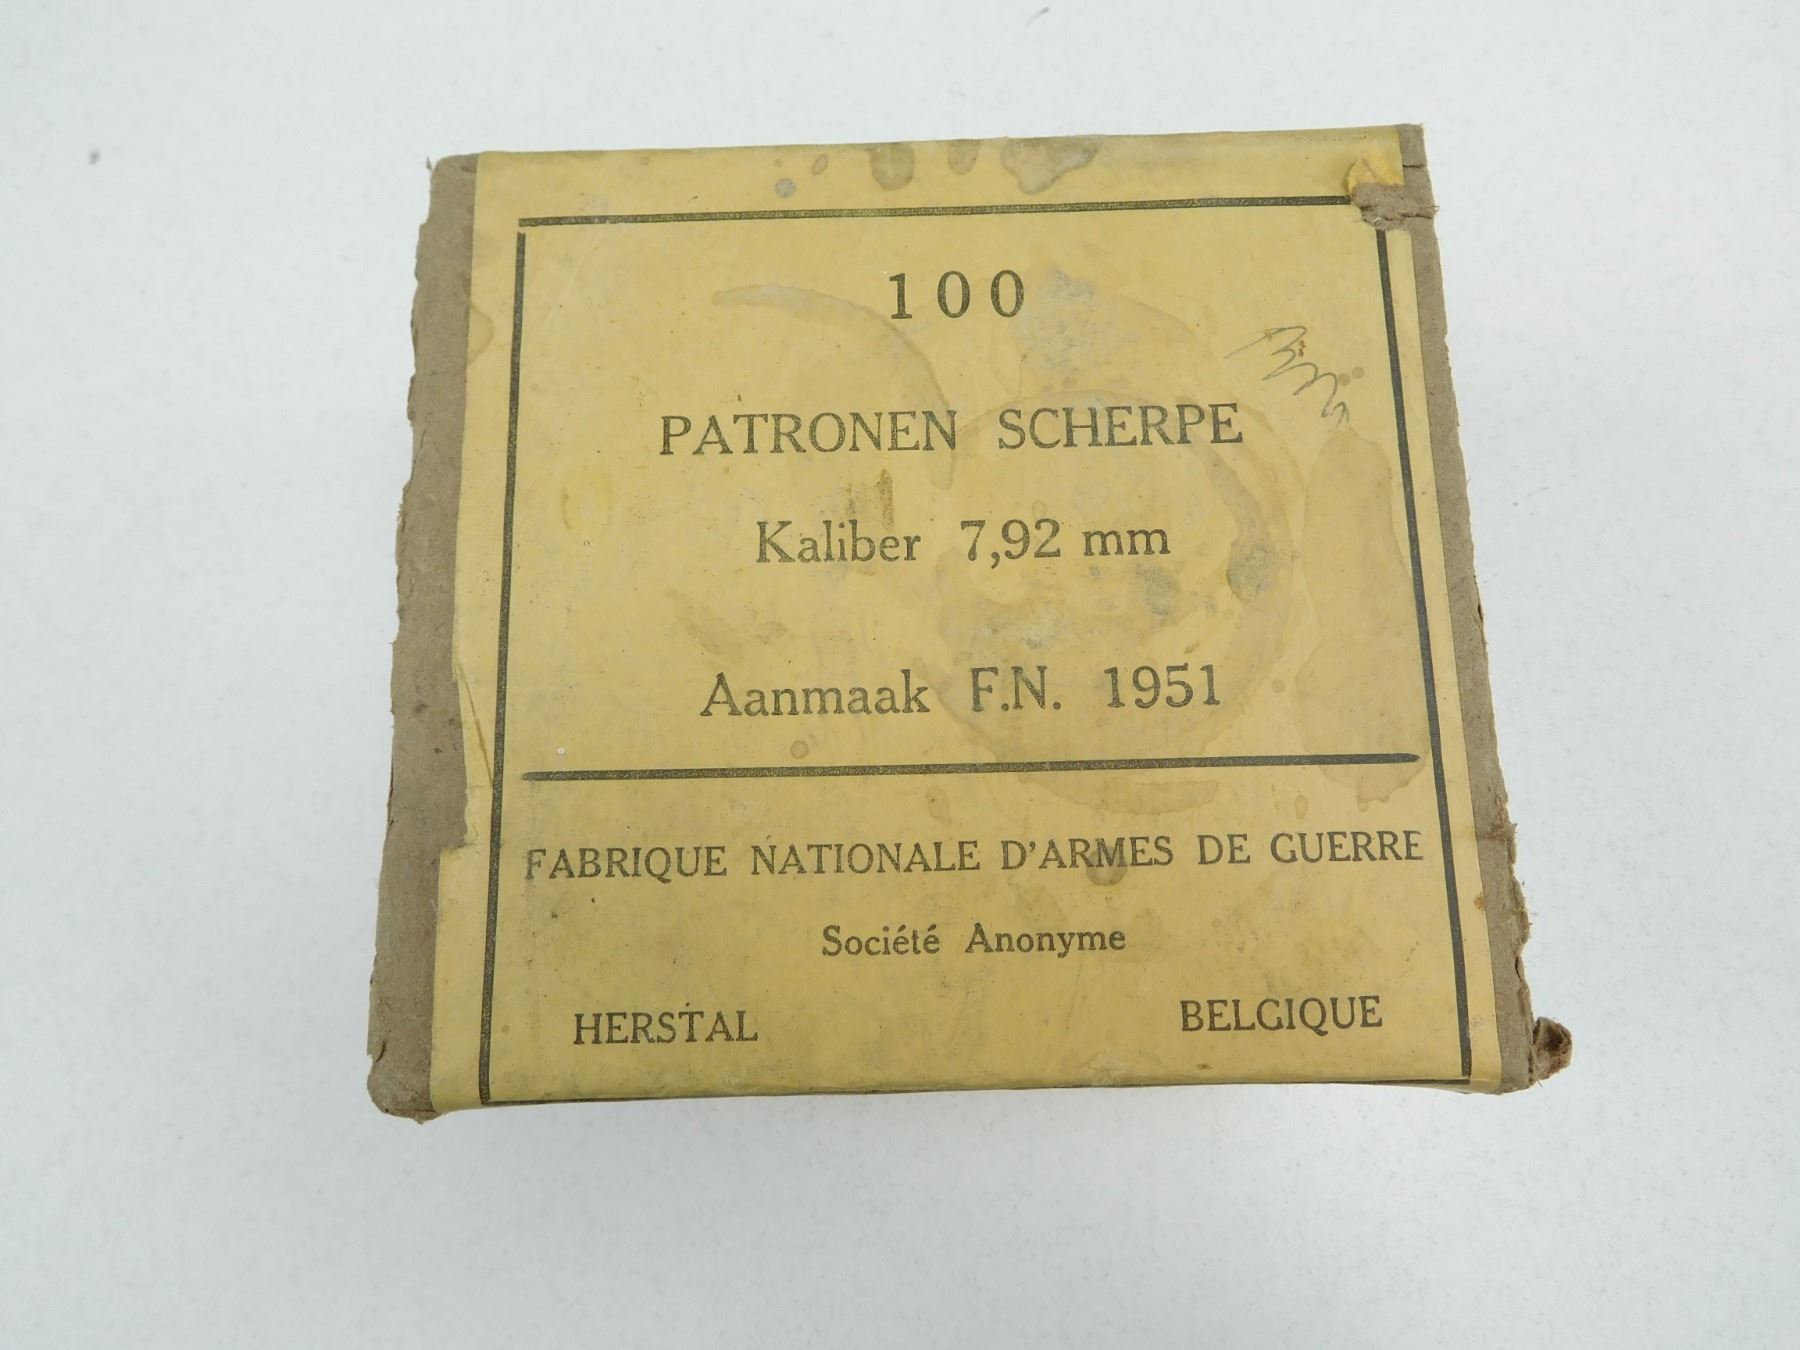 100
PATRONEN SCHERPE
Kaliber 7,92 mm
Aanmaak F.N. 1951
FABRIQUE NATIONALE D'ARMES DE GUERRE
Société Anonyme
HERSTAL BELGIQUE